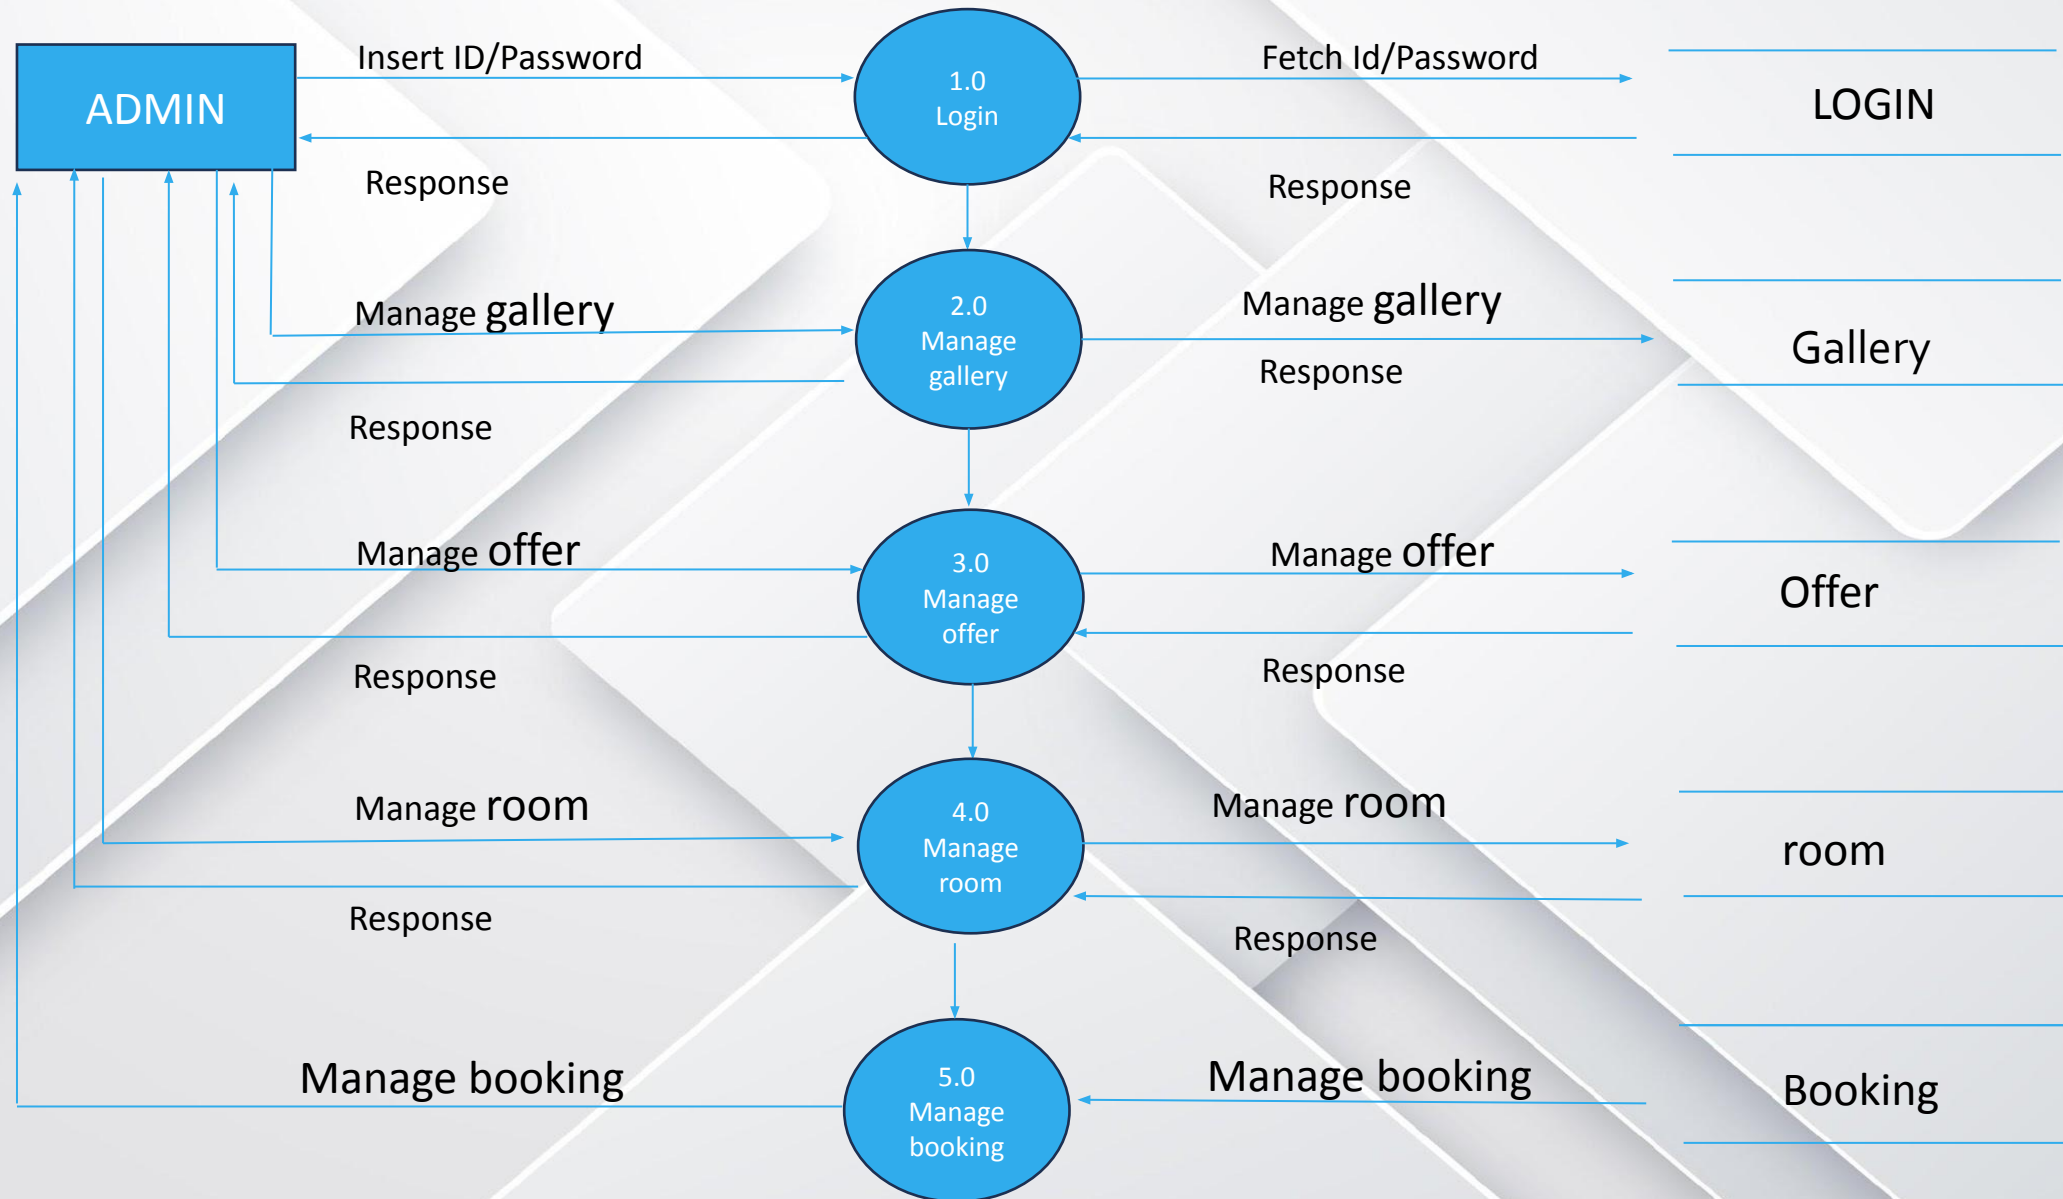 Insert ID/Password
Fetch Id/Password
ADMIN
1.0
Login
LOGIN
Response
Response
Manage gallery
2.0
Manage
gallery
Manage gallery
Gallery
Response
Response
Manage offer
3.0
Manage
offer
Manage offer
Offer
Response
Response
Manage room
4.0
Manage
room
Manage room
room
Response
Response
Manage booking
5.0
Manage
booking
Manage booking
Booking